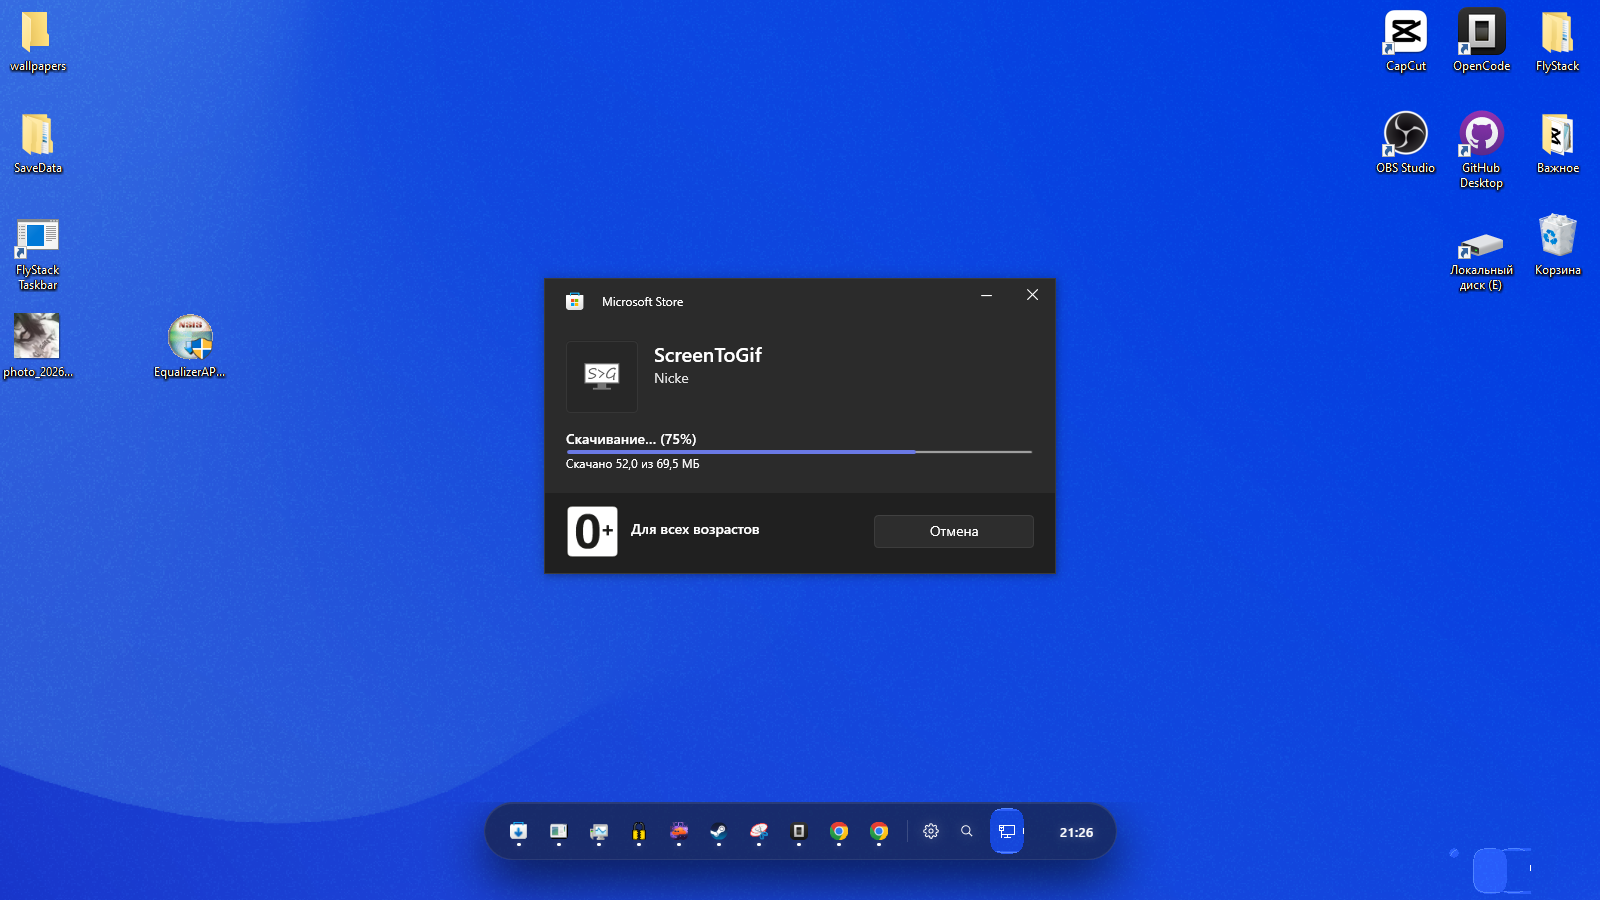 wallpapers
SaveData
FlyStack
Taskbar
photo_2026...
NSIS
EqualizerAP...
CapCut
OpenCode
FlyStack
OBS Studio
GitHub
Desktop
Важное
Локальный
диск (E)
Корзина
Microsoft Store
S>G
ScreenToGif
Nicke
Скачивание... (75%)
Скачано 52,0 из 69,5 МБ
0+
Для всех возрастов
Отмена
21:26